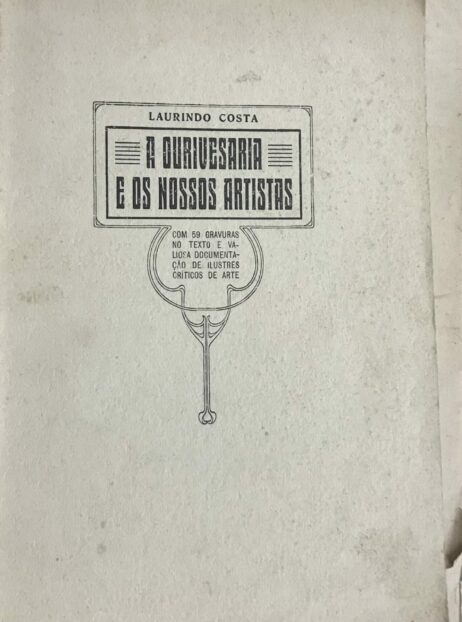 LAURINDO COSTA
A OURIVESARIA
E OS NOSSOS ARTISTAS
COM 59 GRAVURAS
NO TEXTO E VA-
LIOSA DOCUMENTA-
ÇÃO DE ILUSTRES
CRÍTICOS DE ARTE